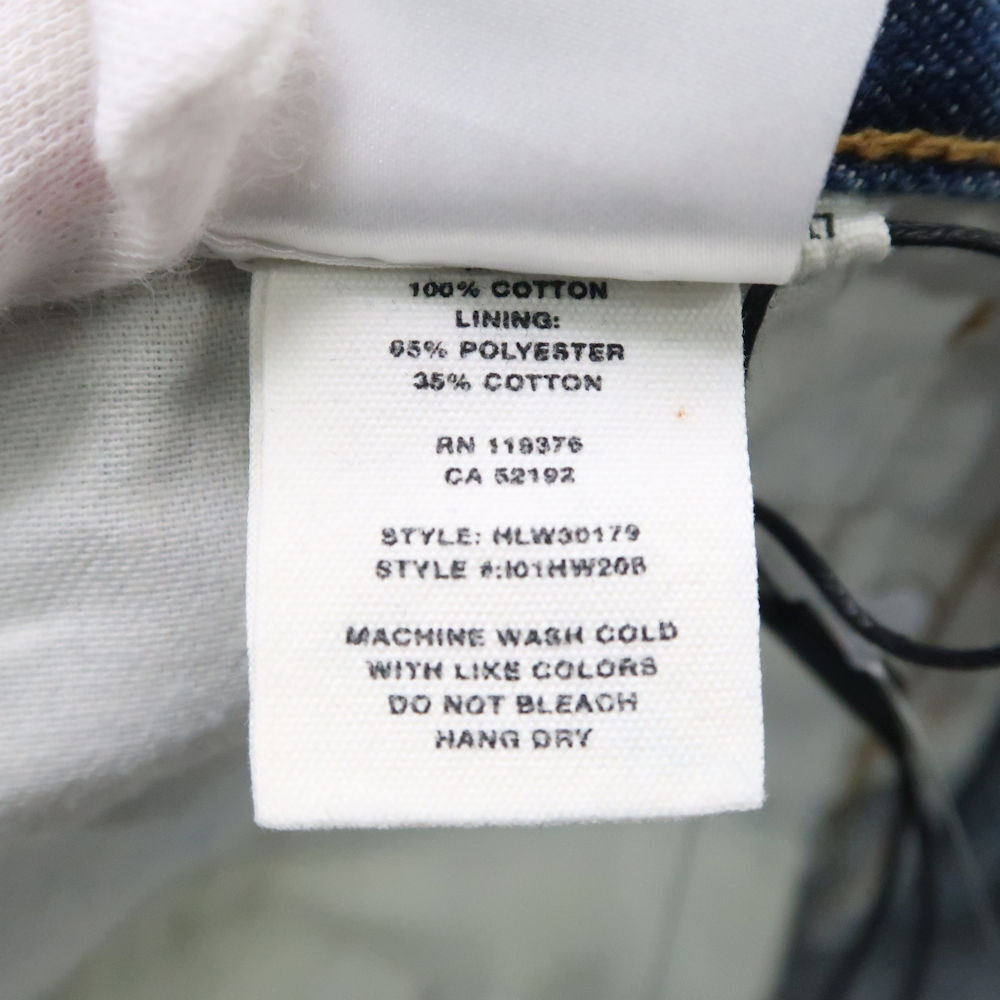 100% COTTON
LINING:
65% POLYESTER
35% COTTON
RN 119376
CA 52192
STYLE: HLW30179
STYLE #:I01HW20B
MACHINE WASH COLD
WITH LIKE COLORS
DO NOT BLEACH
HANG DRY